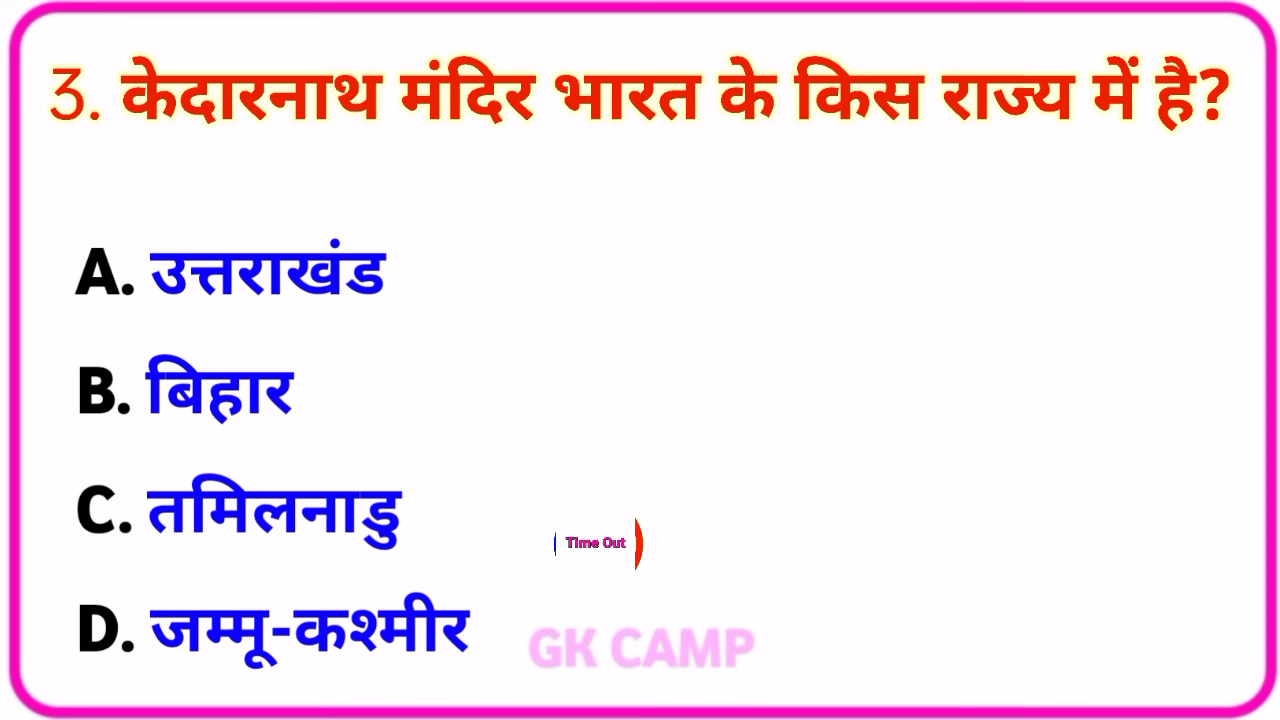 3. केदारनाथ मंदिर भारत के किस राज्य में है?
A. उत्तराखंड
B. बिहार
C. तमिलनाडु
Time Out
D. जम्मू-कश्मीर
GK CAMP